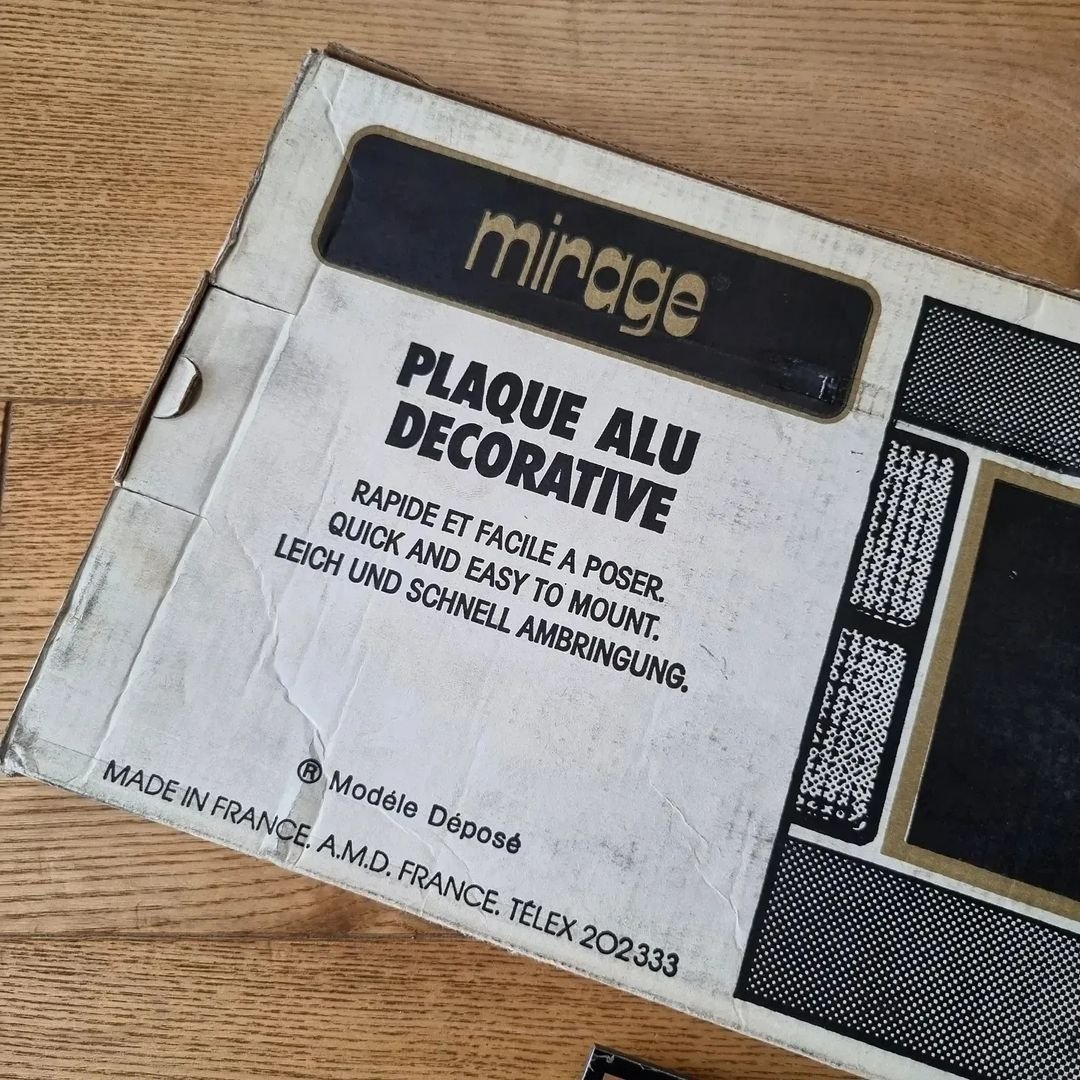 mirage
PLAQUE ALU
DECORATIVE
RAPIDE ET FACILE A POSER.
QUICK AND EASY TO MOUNT.
LEICH UND SCHNELL AMBRINGUNG.
® Modéle Déposé
MADE IN FRANCE. A.M.D. FRANCE. TÉLEX 202333